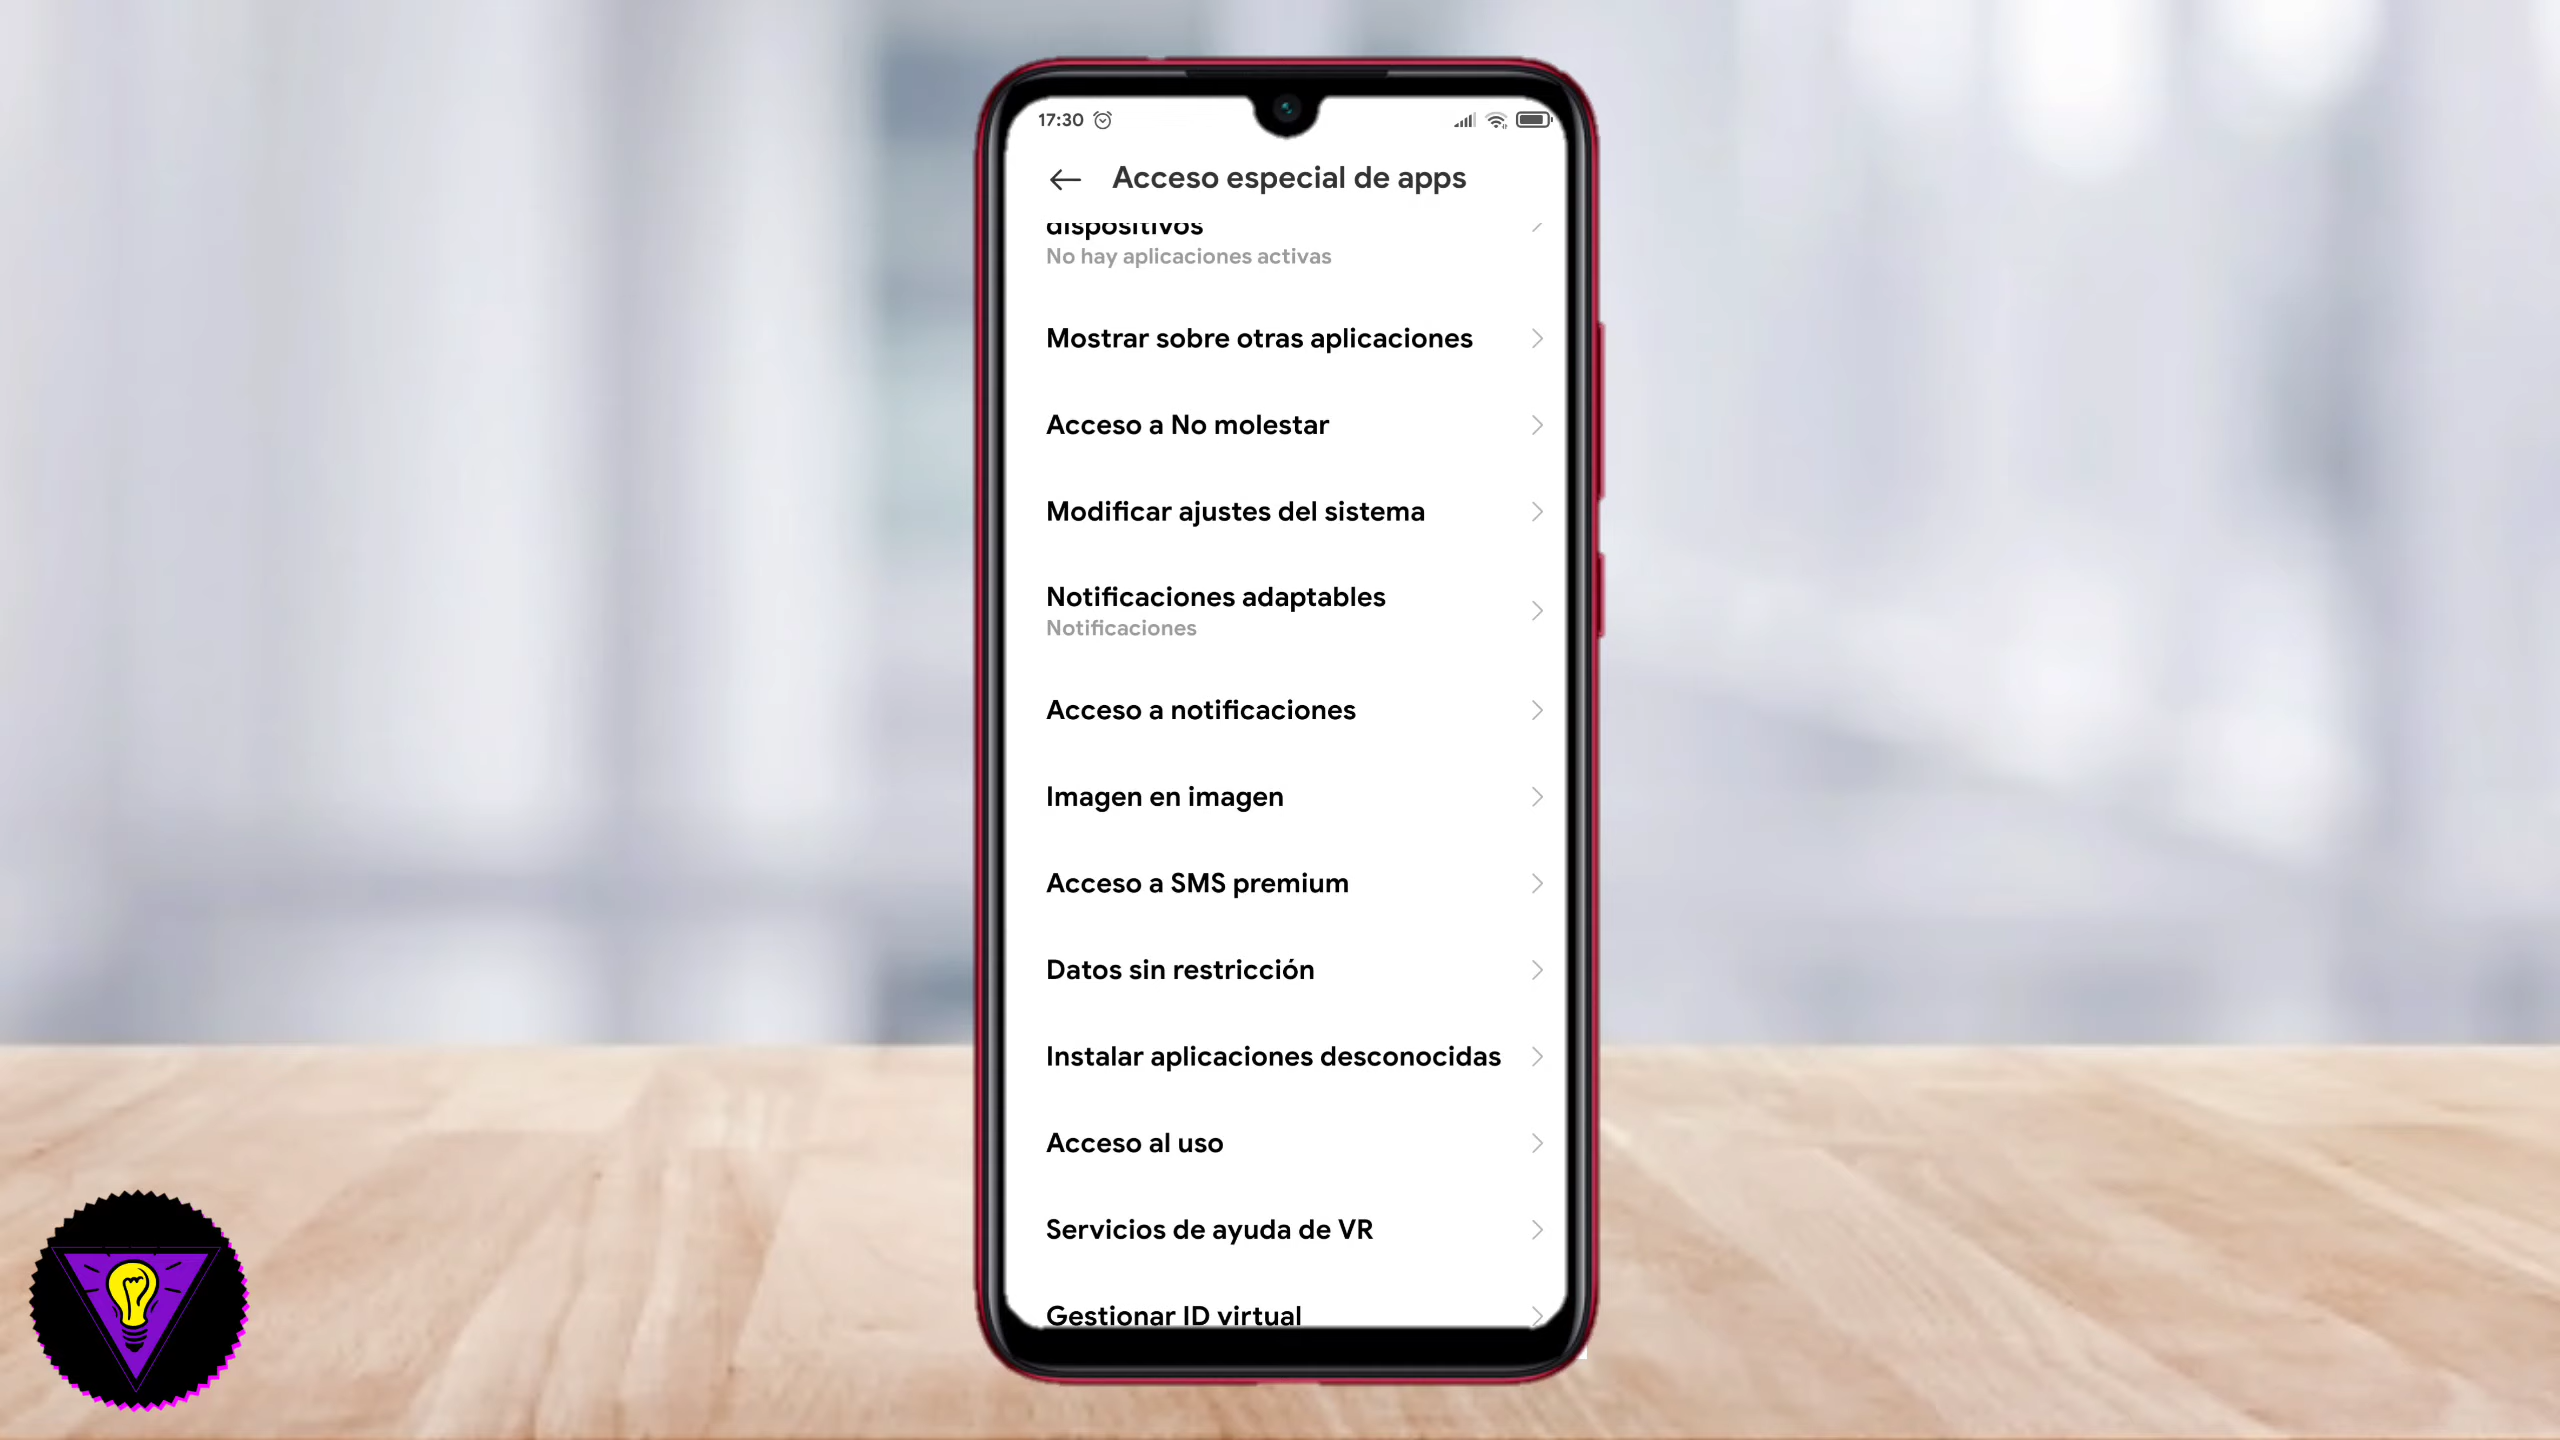 17:30
Acceso especial de apps
dispositivos
No hay aplicaciones activas
Mostrar sobre otras aplicaciones
Acceso a No molestar
Modificar ajustes del sistema
Notificaciones adaptables
Notificaciones
Acceso a notificaciones
Imagen en imagen
Acceso a SMS premium
Datos sin restricción
Instalar aplicaciones desconocidas
Acceso al uso
Servicios de ayuda de VR
Gestionar ID virtual